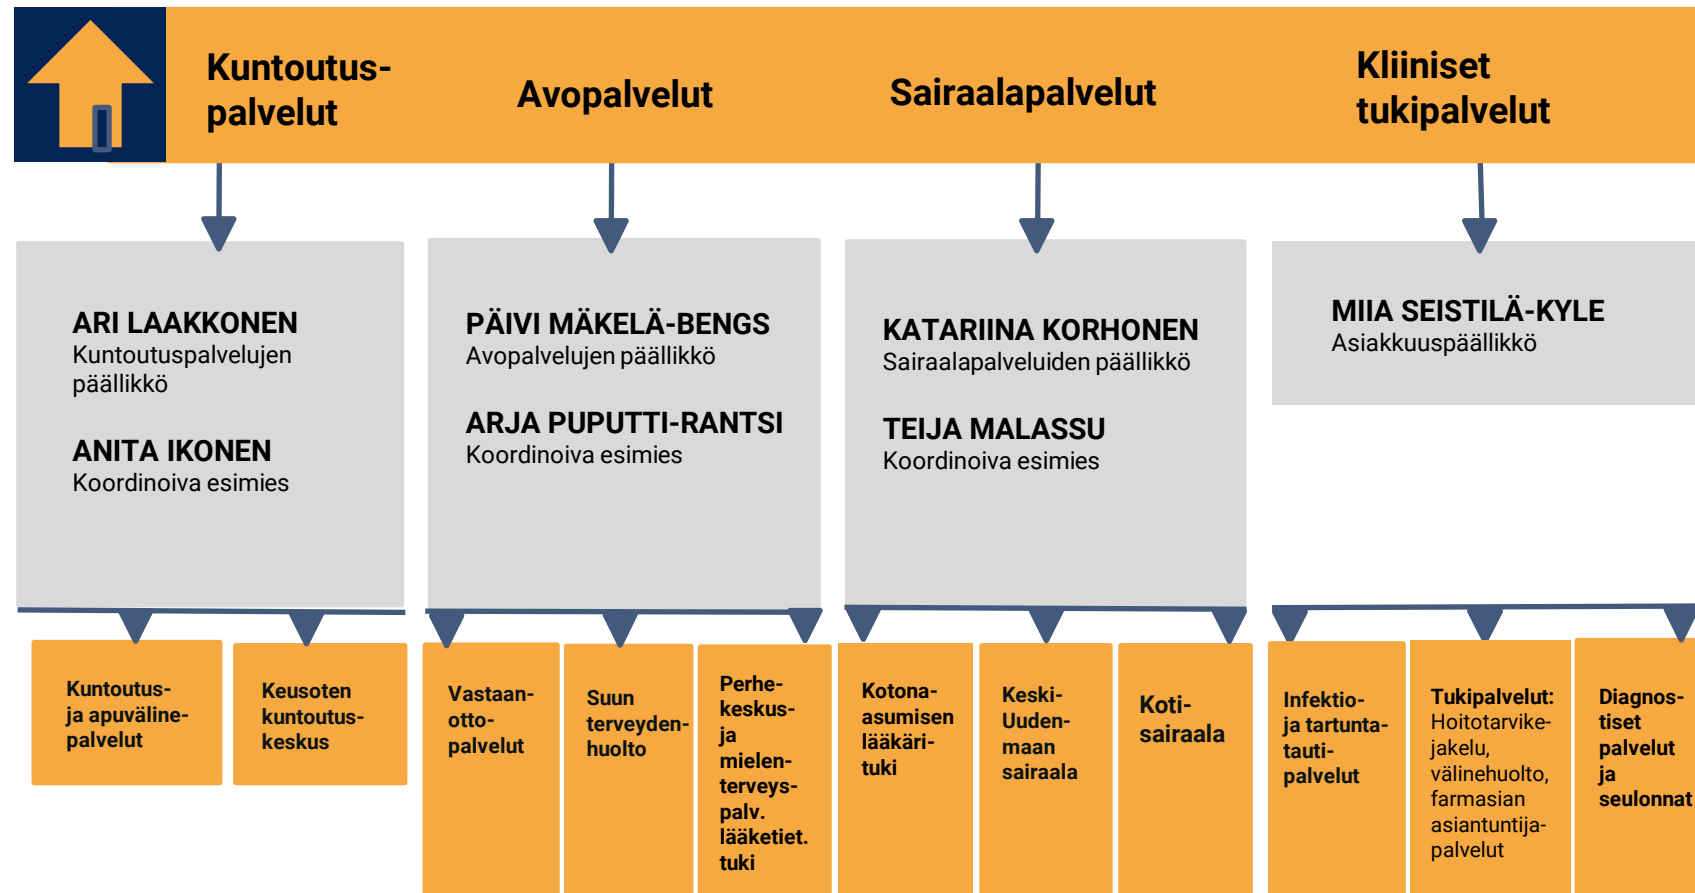 Kuntoutus-
palvelut
Avopalvelut
Sairaalapalvelut
Kliiniset
tukipalvelut
ARI LAAKKONEN
Kuntoutuspalvelujen
päällikkö
ANITA IKONEN
Koordinoiva esimies
PÄIVI MÄKELÄ-BENGS
Avopalvelujen päällikkö
ARJA PUPUTTI-RANTSI
Koordinoiva esimies
KATARIINA KORHONEN
Sairaalapalveluiden päällikkö
TEIJA MALASSU
Koordinoiva esimies
MIIA SEISTILÄ-KYLE
Asiakkuuspäällikkö
Kuntoutus-
ja apuväline-
palvelut
Keusoten
kuntoutus-
keskus
Vastaan-
otto-
palvelut
Suun
terveyden-
huolto
Perhe-
keskus-
ja
mielen-
terveys-
palv.
lääketiet.
tuki
Kotona-
asumisen
lääkäri-
tuki
Keski-
Uuden-
maan
sairaala
Koti-
sairaala
Infektio-
ja tartunta-
tauti-
palvelut
Tukipalvelut:
Hoitotarvike-
jakelu,
välinehuolto,
farmasian
asiantuntija-
palvelut
Diagnos-
tiset
palvelut
ja
seulonnat